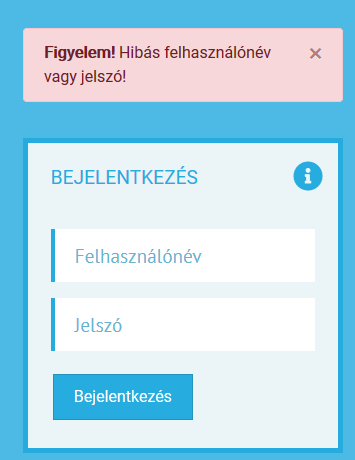 Figyelem! Hibás felhasználónév
vagy jelszó!
×
BEJELENTKEZÉS
Felhasználónév
Jelszó
Bejelentkezés